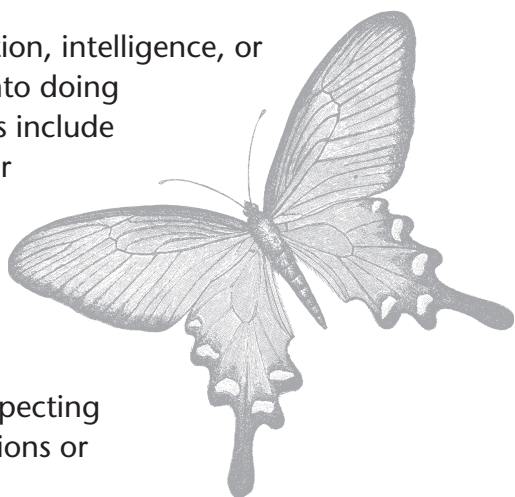 tion, intelligence, or
nto doing
s include
r
pecting
ions or